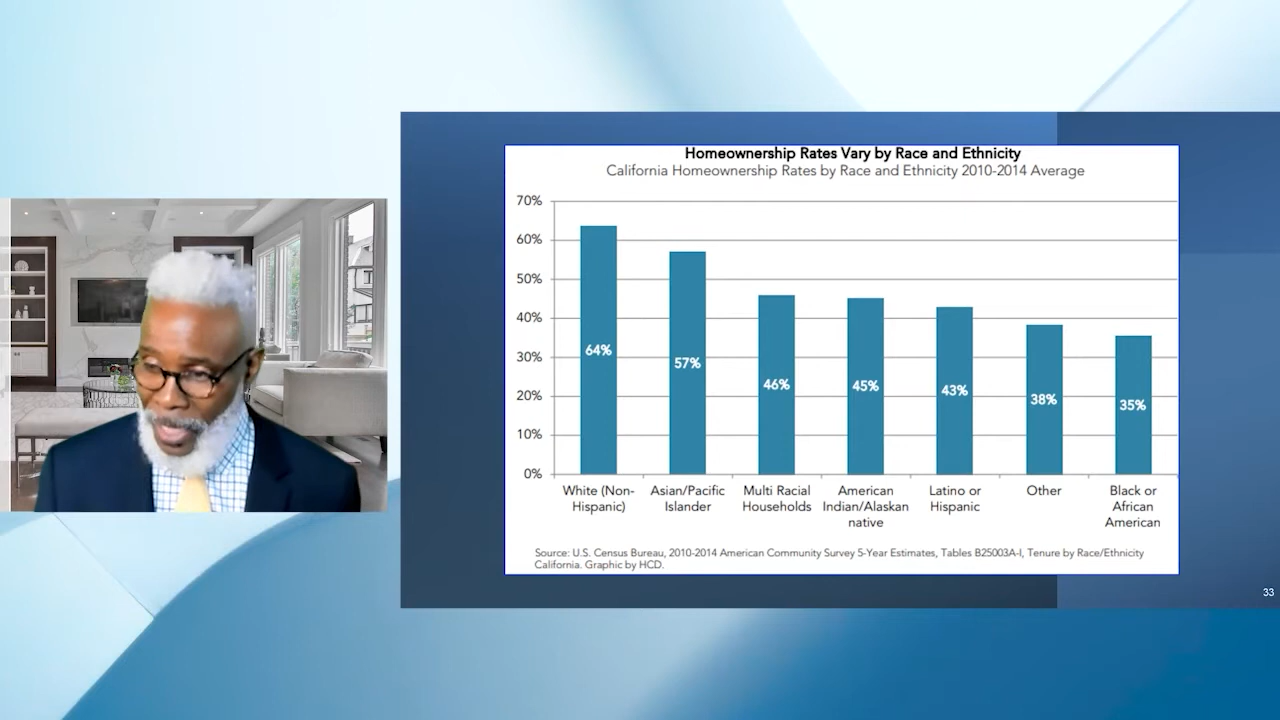 Homeownership Rates Vary by Race and Ethnicity
California Homeownership Rates by Race and Ethnicity 2010-2014 Average
70%
60%
50%
40%
30%
20%
10%
0%
64%
57%
46%
45%
43%
38%
35%
White (Non-
Hispanic)
Asian/Pacific
Islander
Multi Racial
Households
American
Indian/Alaskan
native
Latino or
Hispanic
Other
Black or
African
American
Source: U.S. Census Bureau, 2010-2014 American Community Survey 5-Year Estimates, Tables B25003A-I, Tenure by Race/Ethnicity
California. Graphic by HCD.
33